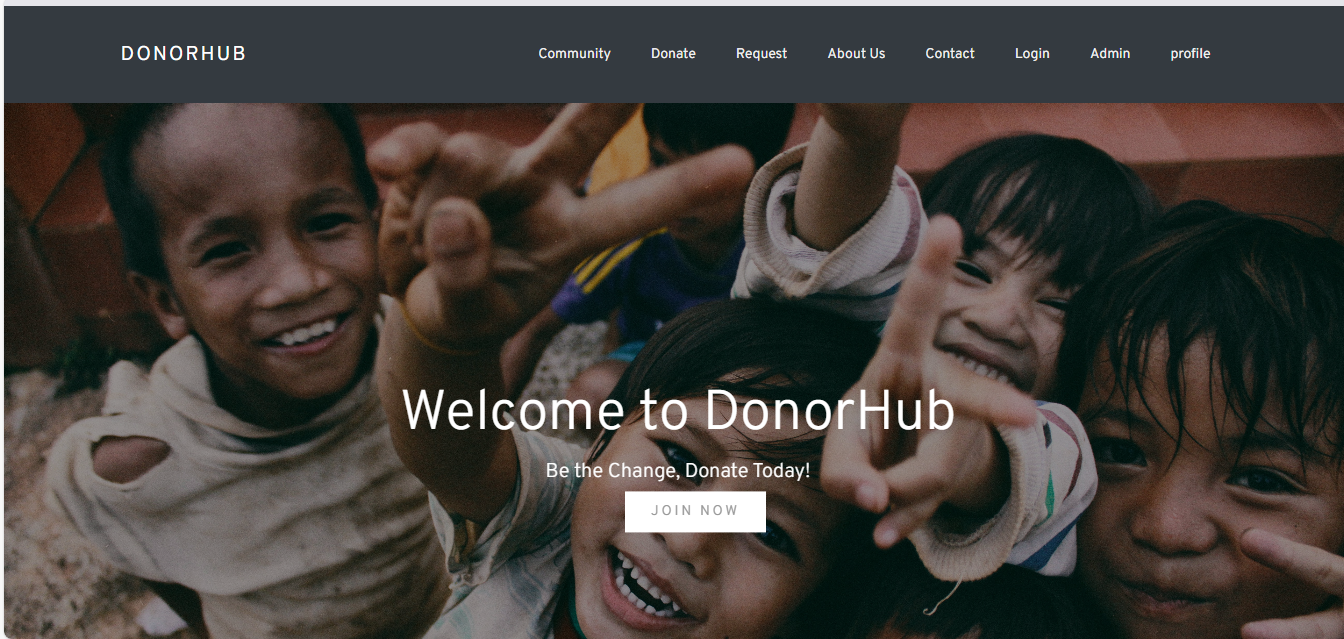 DONORHUB
Community Donate Request About Us Contact Login Admin profile
Welcome to DonorHub
Be the Change, Donate Today!
JOIN NOW